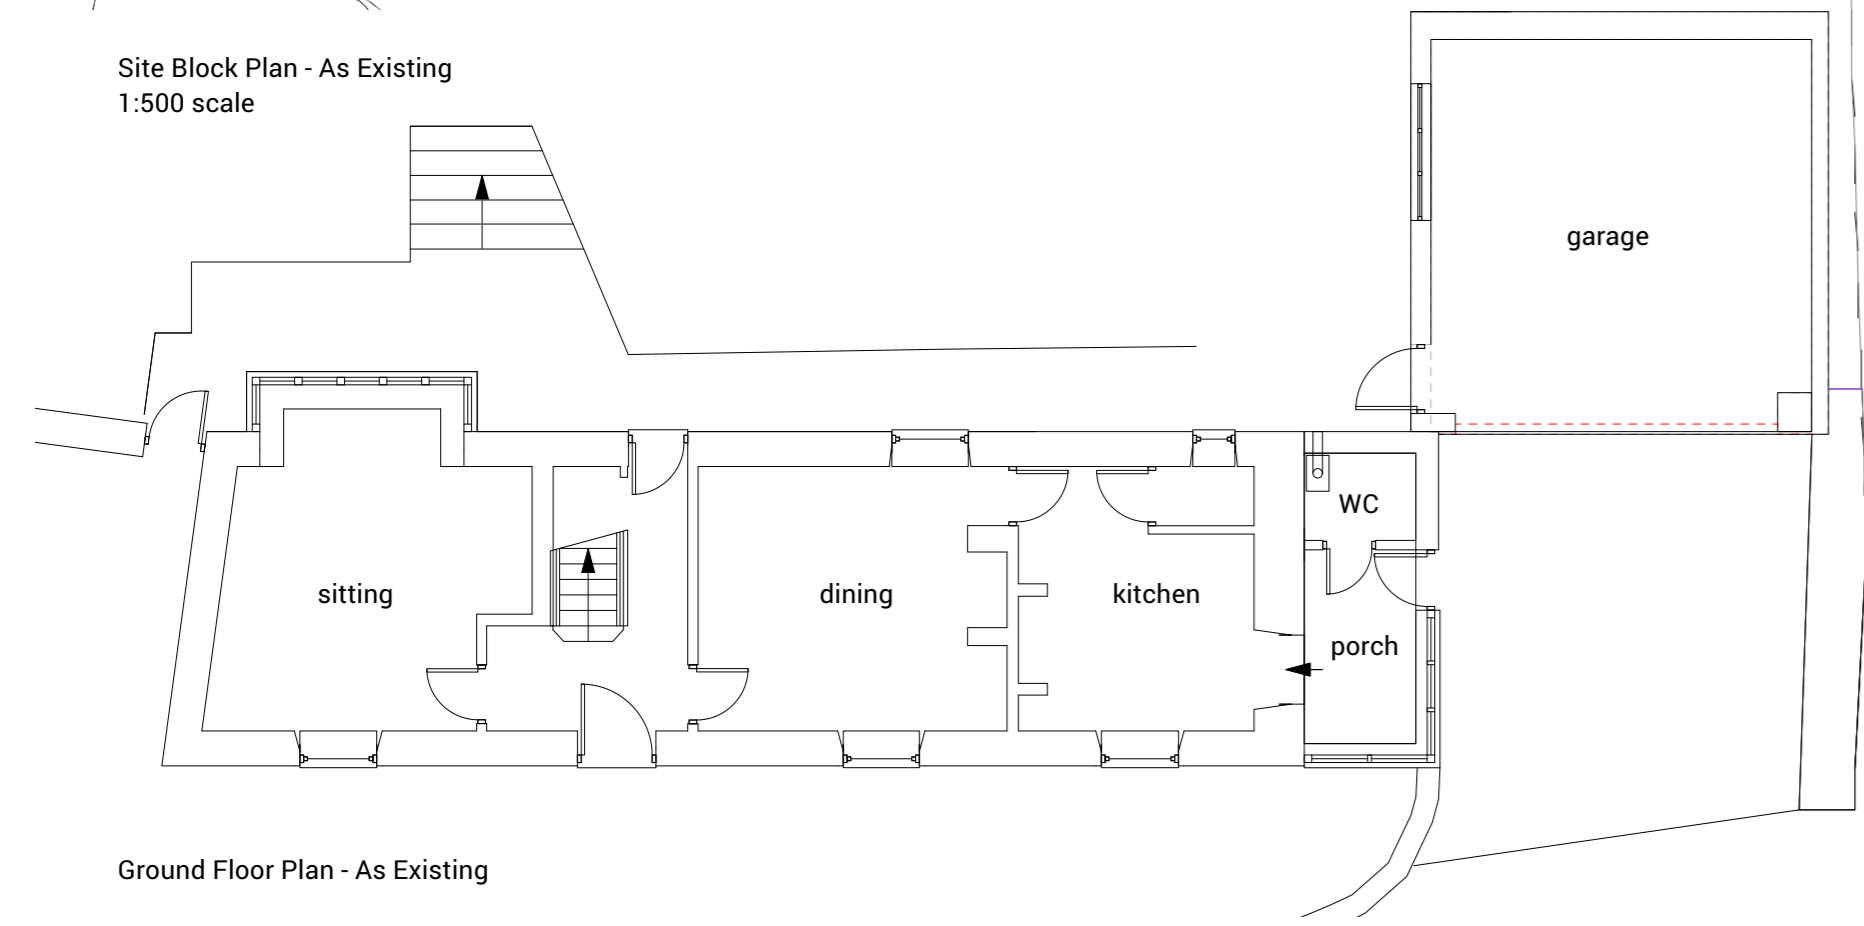 Site Block Plan - As Existing
1:500 scale
garage
WC
sitting
dining
kitchen
porch
Ground Floor Plan - As Existing